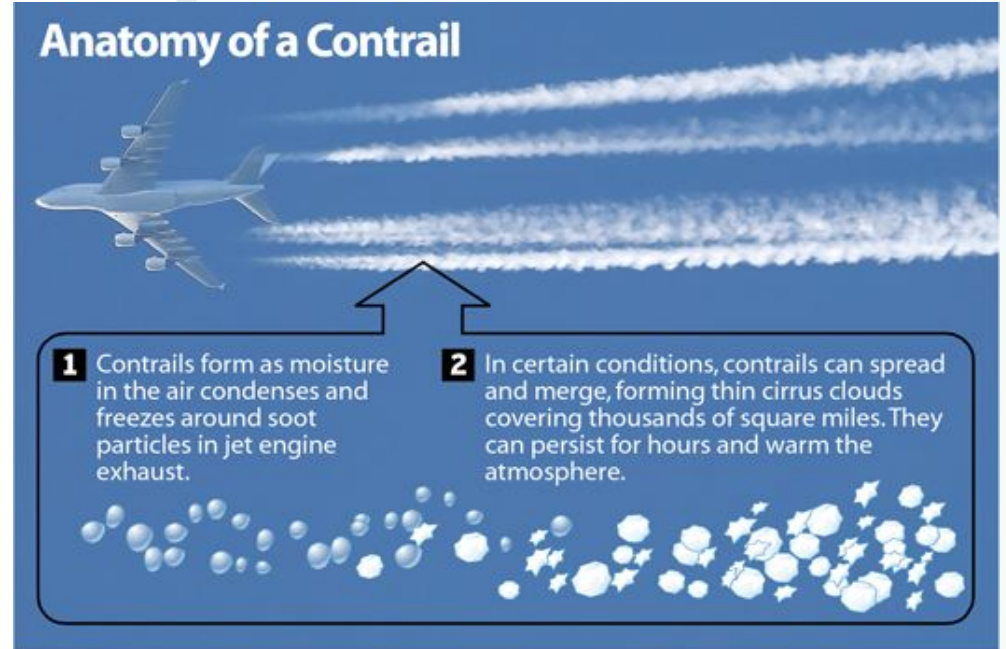 Anatomy of a Contrail
1 Contrails form as moisture
in the air condenses and
freezes around soot
particles in jet engine
exhaust.
2 In certain conditions, contrails can spread
and merge, forming thin cirrus clouds
covering thousands of square miles. They
can persist for hours and warm the
atmosphere.